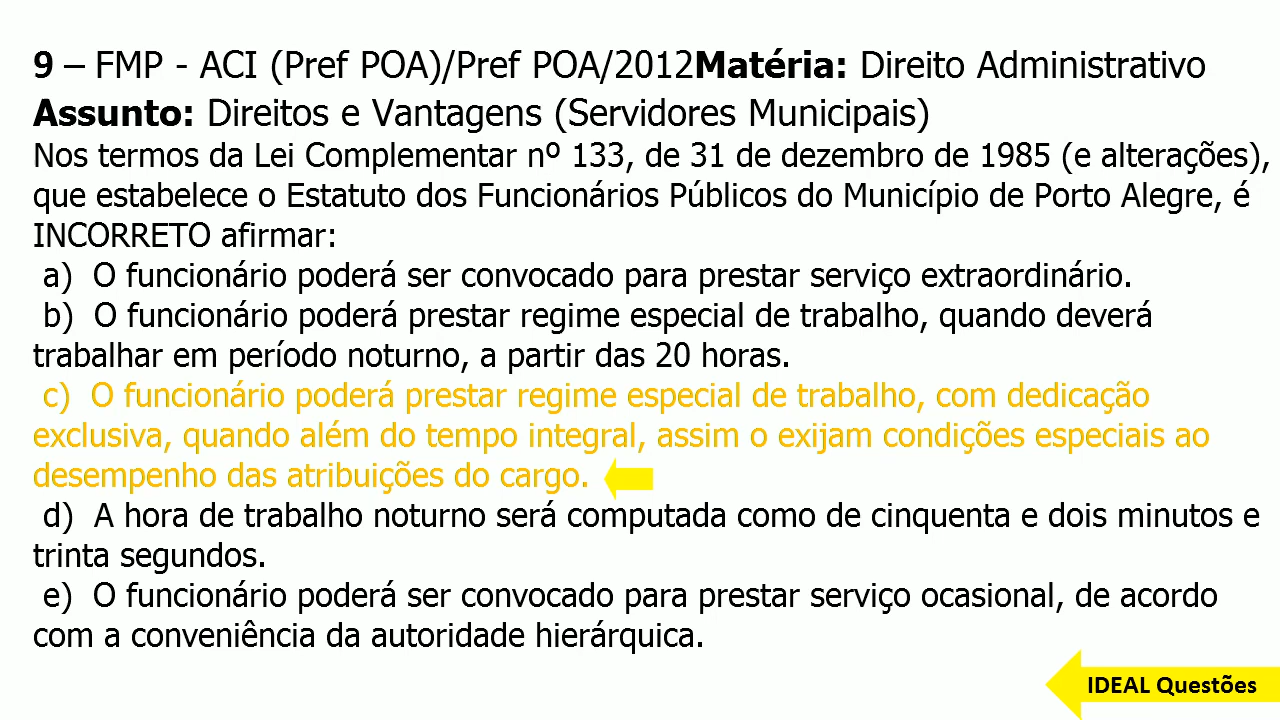 9 – FMP - ACI (Pref POA)/Pref POA/2012Matéria: Direito Administrativo
Assunto: Direitos e Vantagens (Servidores Municipais)
Nos termos da Lei Complementar nº 133, de 31 de dezembro de 1985 (e alterações),
que estabelece o Estatuto dos Funcionários Públicos do Município de Porto Alegre, é
INCORRETO afirmar:
a) O funcionário poderá ser convocado para prestar serviço extraordinário.
b) O funcionário poderá prestar regime especial de trabalho, quando deverá
trabalhar em período noturno, a partir das 20 horas.
c) O funcionário poderá prestar regime especial de trabalho, com dedicação
exclusiva, quando além do tempo integral, assim o exijam condições especiais ao
desempenho das atribuições do cargo.
d) A hora de trabalho noturno será computada como de cinquenta e dois minutos e
trinta segundos.
e) O funcionário poderá ser convocado para prestar serviço ocasional, de acordo
com a conveniência da autoridade hierárquica.
IDEAL Questões